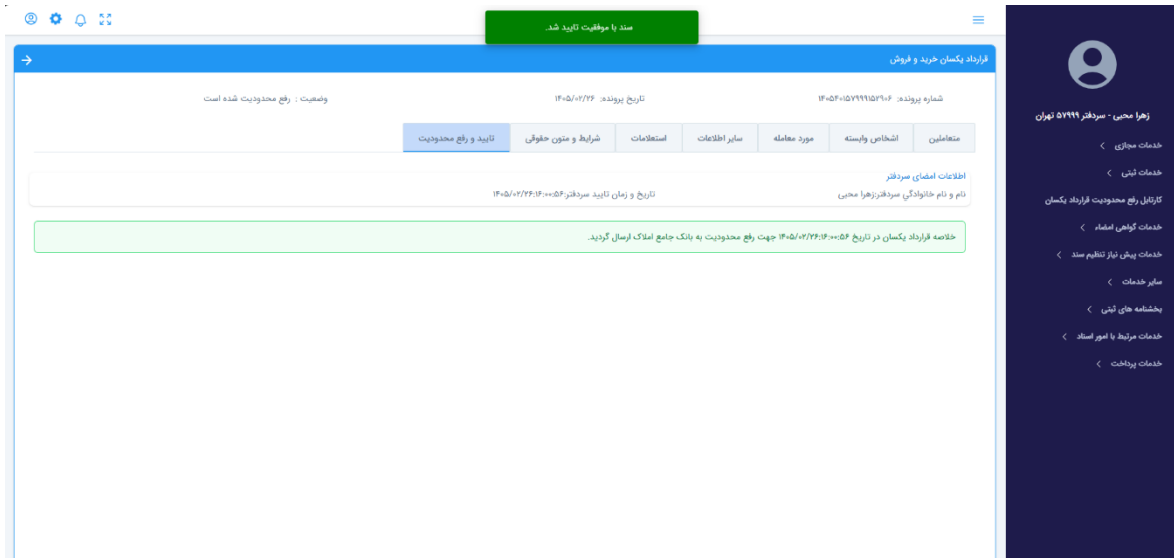 سند با موفقیت تایید شد.
قرارداد یکسان خرید و فروش
شماره پرونده: ۱۴۰۵۴۰۱۵۷۹۹۹۱۵۲۹۰۶
تاریخ پرونده: ۱۴۰۵/۰۲/۲۶
وضعیت : رفع محدودیت شده است
متعاملین
اشخاص وابسته
مورد معامله
سایر اطلاعات
استعلامات
شرایط و متون حقوقی
تایید و رفع محدودیت
اطلاعات امضای سردفتر
نام و نام خانوادگی سردفتر:زهرا محبی
تاریخ و زمان تایید سردفتر:۱۴۰۵/۰۲/۲۶:۱۶:۰۰:۵۶
خلاصه قرارداد یکسان در تاریخ ۱۴۰۵/۰۲/۲۶:۱۶:۰۰:۵۶ جهت رفع محدودیت به بانک جامع املاک ارسال گردید.
زهرا محبی - سردفتر ۵۷۹۹۹ تهران
خدمات مجازی
خدمات ثبتی
کارتابل رفع محدودیت قرارداد یکسان
خدمات گواهی امضاء
خدمات پیش نیاز تنظیم سند
سایر خدمات
بخشنامه های ثبتی
خدمات مرتبط با امور اسناد
خدمات پرداخت